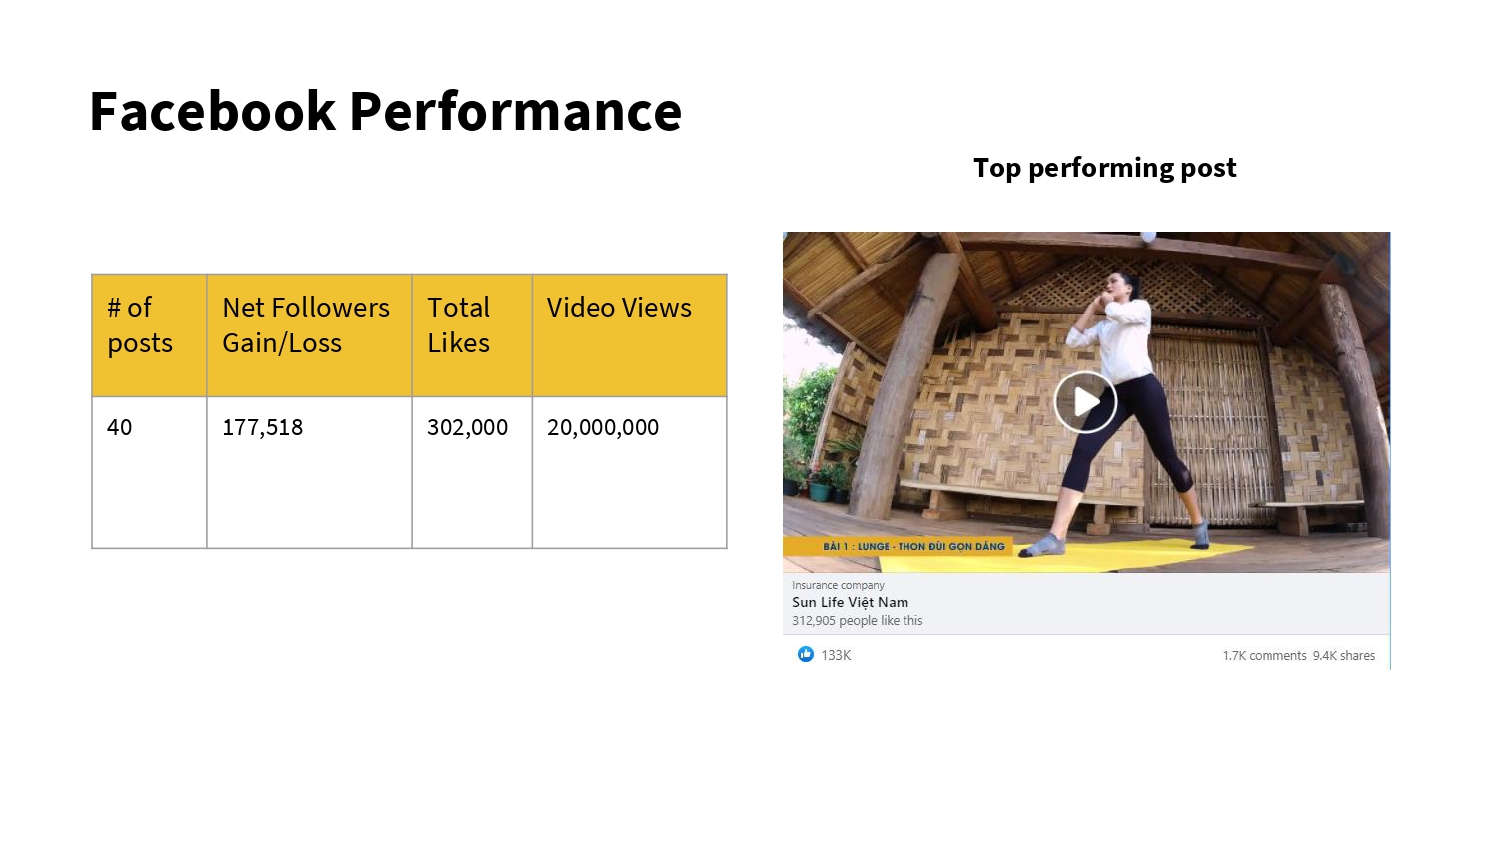 Facebook Performance
Top performing post
# of
posts
Net Followers
Gain/Loss
Total
Likes
Video Views
40
177,518
302,000
20,000,000
BÀI 1 : LUNGE - THON ĐÙI GỌN DÁNG
Insurance company
Sun Life Việt Nam
312,905 people like this
133K
1.7K comments 9.4K shares